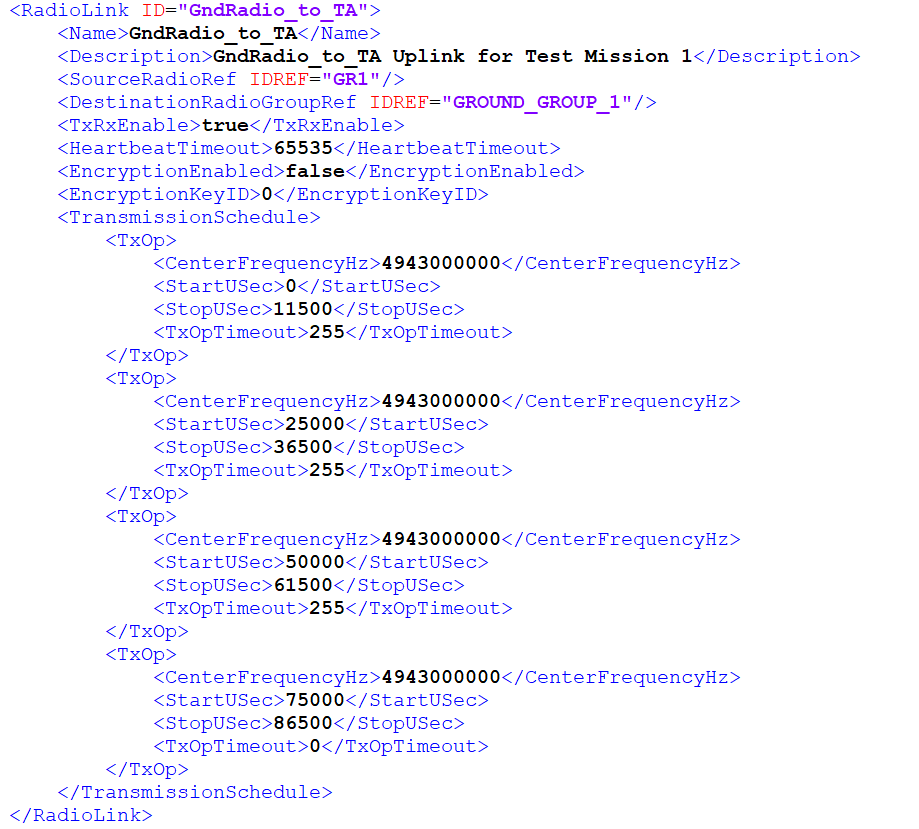 <RadioLink ID="GndRadio_to_TA">
    <Name>GndRadio_to_TA</Name>
    <Description>GndRadio_to_TA Uplink for Test Mission 1</Description>
    <SourceRadioRef IDREF="GR1"/>
    <DestinationRadioGroupRef IDREF="GROUND_GROUP_1"/>
    <TxRxEnable>true</TxRxEnable>
    <HeartbeatTimeout>65535</HeartbeatTimeout>
    <EncryptionEnabled>false</EncryptionEnabled>
    <EncryptionKeyID>0</EncryptionKeyID>
    <TransmissionSchedule>
        <TxOp>
            <CenterFrequencyHz>4943000000</CenterFrequencyHz>
            <StartUSec>0</StartUSec>
            <StopUSec>11500</StopUSec>
            <TxOpTimeout>255</TxOpTimeout>
        </TxOp>
        <TxOp>
            <CenterFrequencyHz>4943000000</CenterFrequencyHz>
            <StartUSec>25000</StartUSec>
            <StopUSec>36500</StopUSec>
            <TxOpTimeout>255</TxOpTimeout>
        </TxOp>
        <TxOp>
            <CenterFrequencyHz>4943000000</CenterFrequencyHz>
            <StartUSec>50000</StartUSec>
            <StopUSec>61500</StopUSec>
            <TxOpTimeout>255</TxOpTimeout>
        </TxOp>
        <TxOp>
            <CenterFrequencyHz>4943000000</CenterFrequencyHz>
            <StartUSec>75000</StartUSec>
            <StopUSec>86500</StopUSec>
            <TxOpTimeout>0</TxOpTimeout>
        </TxOp>
    </TransmissionSchedule>
</RadioLink>